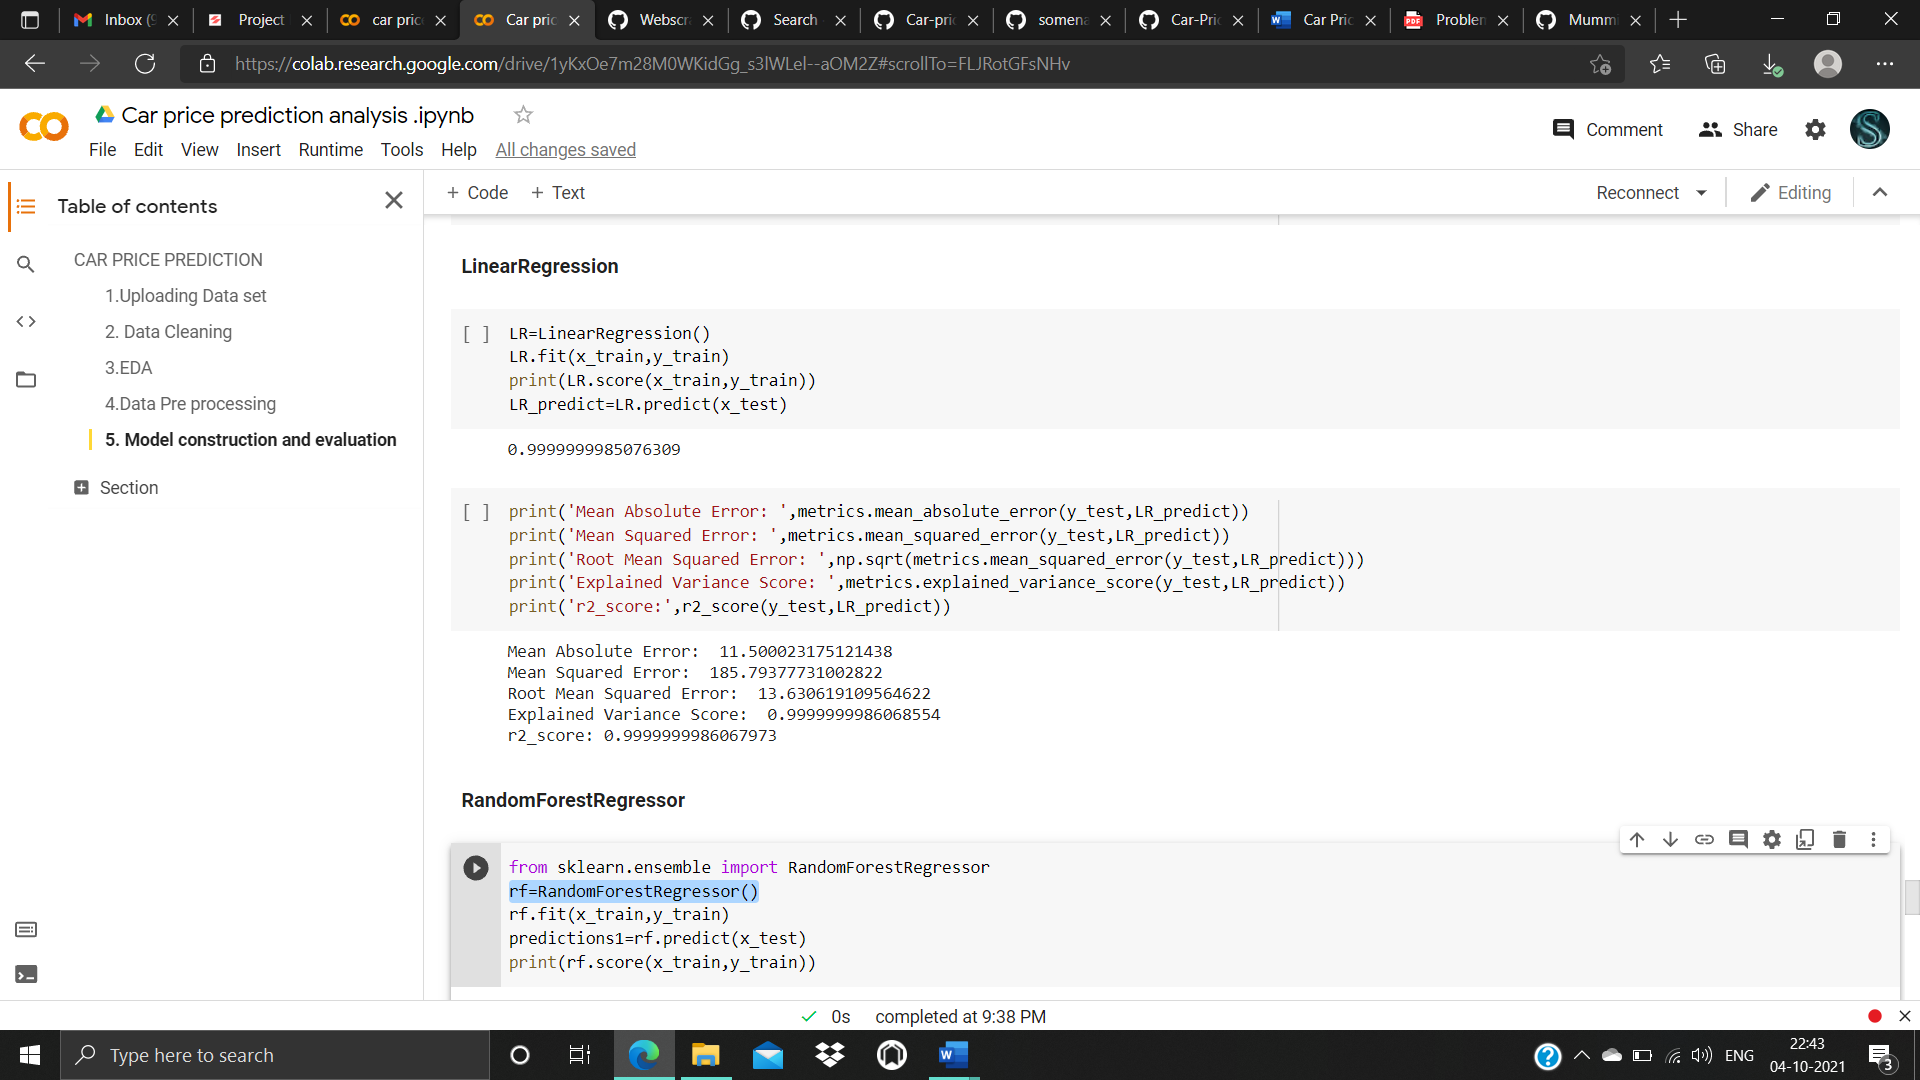 Inbox (9
Project
car price
Car pric
Webscra
Search
Car-pric
somena
Car-Pric
Car Pric
Problem
Mummi
https://colab.research.google.com/drive/1yKxOe7m28M0WKidGg_s3lWLel--aOM2Z#scrollTo=FLJRotGFsNHv
Car price prediction analysis .ipynb
File Edit View Insert Runtime Tools Help All changes saved
Comment Share
Table of contents
+ Code + Text
Reconnect Editing
CAR PRICE PREDICTION
1.Uploading Data set
2. Data Cleaning
3.EDA
4.Data Pre processing
5. Model construction and evaluation
Section
LinearRegression
[ ] LR=LinearRegression()
LR.fit(x_train,y_train)
print(LR.score(x_train,y_train))
LR_predict=LR.predict(x_test)
0.9999999985076309
[ ] print('Mean Absolute Error: ',metrics.mean_absolute_error(y_test,LR_predict))
print('Mean Squared Error: ',metrics.mean_squared_error(y_test,LR_predict))
print('Root Mean Squared Error: ',np.sqrt(metrics.mean_squared_error(y_test,LR_predict)))
print('Explained Variance Score: ',metrics.explained_variance_score(y_test,LR_predict))
print('r2_score:',r2_score(y_test,LR_predict))
Mean Absolute Error:  11.500023175121438
Mean Squared Error:  185.79377731002822
Root Mean Squared Error:  13.630619109564622
Explained Variance Score:  0.9999999986068554
r2_score: 0.9999999986067973
RandomForestRegressor
from sklearn.ensemble import RandomForestRegressor
rf=RandomForestRegressor()
rf.fit(x_train,y_train)
predictions1=rf.predict(x_test)
print(rf.score(x_train,y_train))
0s completed at 9:38 PM
Type here to search
ENG
22:43
04-10-2021
3